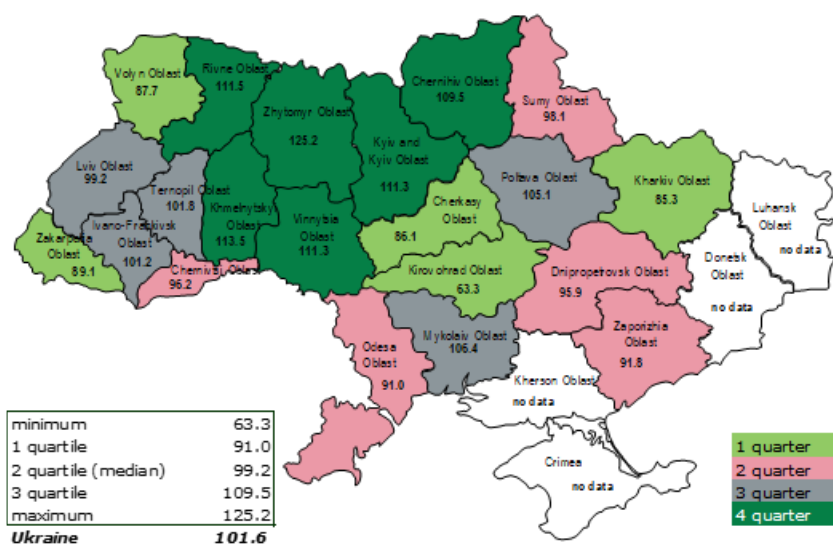 Volyn Oblast
87.7
Rivne Oblast
111.5
Zhytomyr Oblast
125.2
Kyiv and
Kyiv Oblast
111.3
Chernihiv Oblast
109.5
Sumy Oblast
98.1
Lviv Oblast
99.2
Ternopil Oblast
101.8
Khmelnytsky
Oblast
113.5
Vinnytsia
Oblast
111.3
Cherkasy
Oblast
86.1
Poltava Oblast
105.1
Kharkiv Oblast
85.3
Luhansk
Oblast
no data
Zakarpattia
Oblast
89.1
Ivano-Frankivsk
Oblast
101.2
Chernivtsi Oblast
96.2
Kirovohrad Oblast
63.3
Dnipropetrovsk Oblast
95.9
Donetsk
Oblast
no data
Odesa
Oblast
91.0
Mykolaiv Oblast
106.4
Zaporizhia
Oblast
91.8
Kherson Oblast
no data
Crimea
no data
minimum 63.3
1 quartile 91.0
2 quartile (median) 99.2
3 quartile 109.5
maximum 125.2
Ukraine 101.6
1 quarter
2 quarter
3 quarter
4 quarter